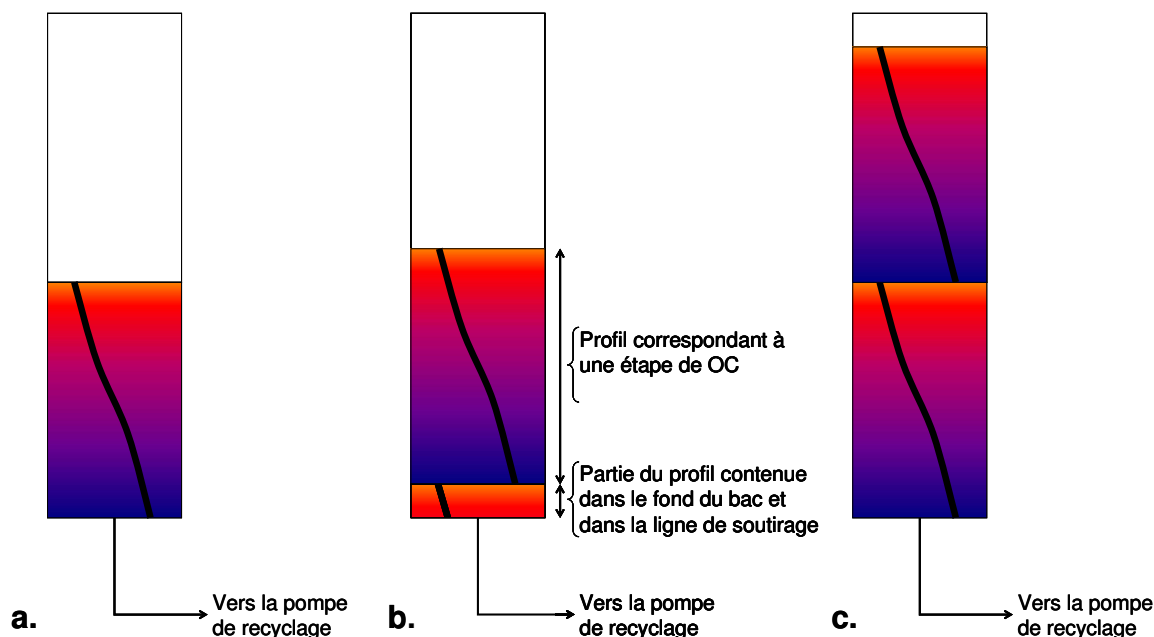 Profil correspondant à
une étape de OC
Partie du profil contenue
dans le fond du bac et
dans la ligne de soutirage
a.
Vers la pompe
de recyclage
b.
Vers la pompe
de recyclage
c.
Vers la pompe
de recyclage